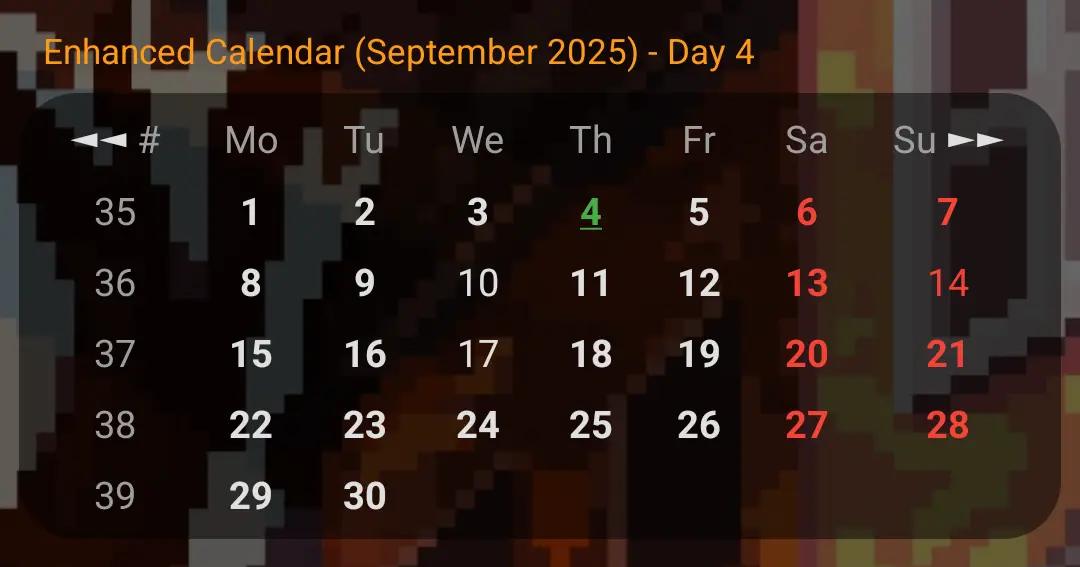 Enhanced Calendar (September 2025) - Day 4
◄◄ # Mo Tu We Th Fr Sa Su ►►
35 1 2 3 4 5 6 7
36 8 9 10 11 12 13 14
37 15 16 17 18 19 20 21
38 22 23 24 25 26 27 28
39 29 30